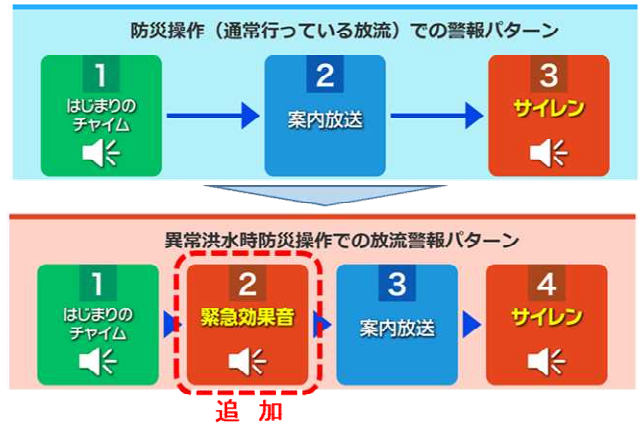 防災操作（通常行っている放流）での警報パターン
1
はじまりの
チャイム
2
案内放送
3
サイレン
異常洪水時防災操作での放流警報パターン
1
はじまりの
チャイム
2
緊急効果音
3
案内放送
4
サイレン
追 加